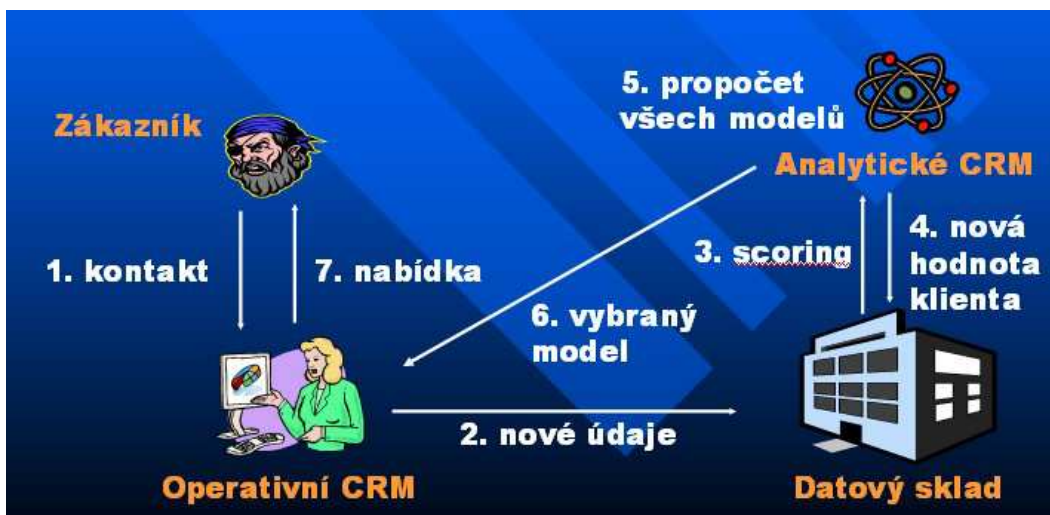 5. propočet
všech modelů
Zákazník
Analytické CRM
1. kontakt
7. nabídka
3. scoring
4. nová
hodnota
klienta
6. vybraný
model
2. nové údaje
Operativní CRM
Datový sklad